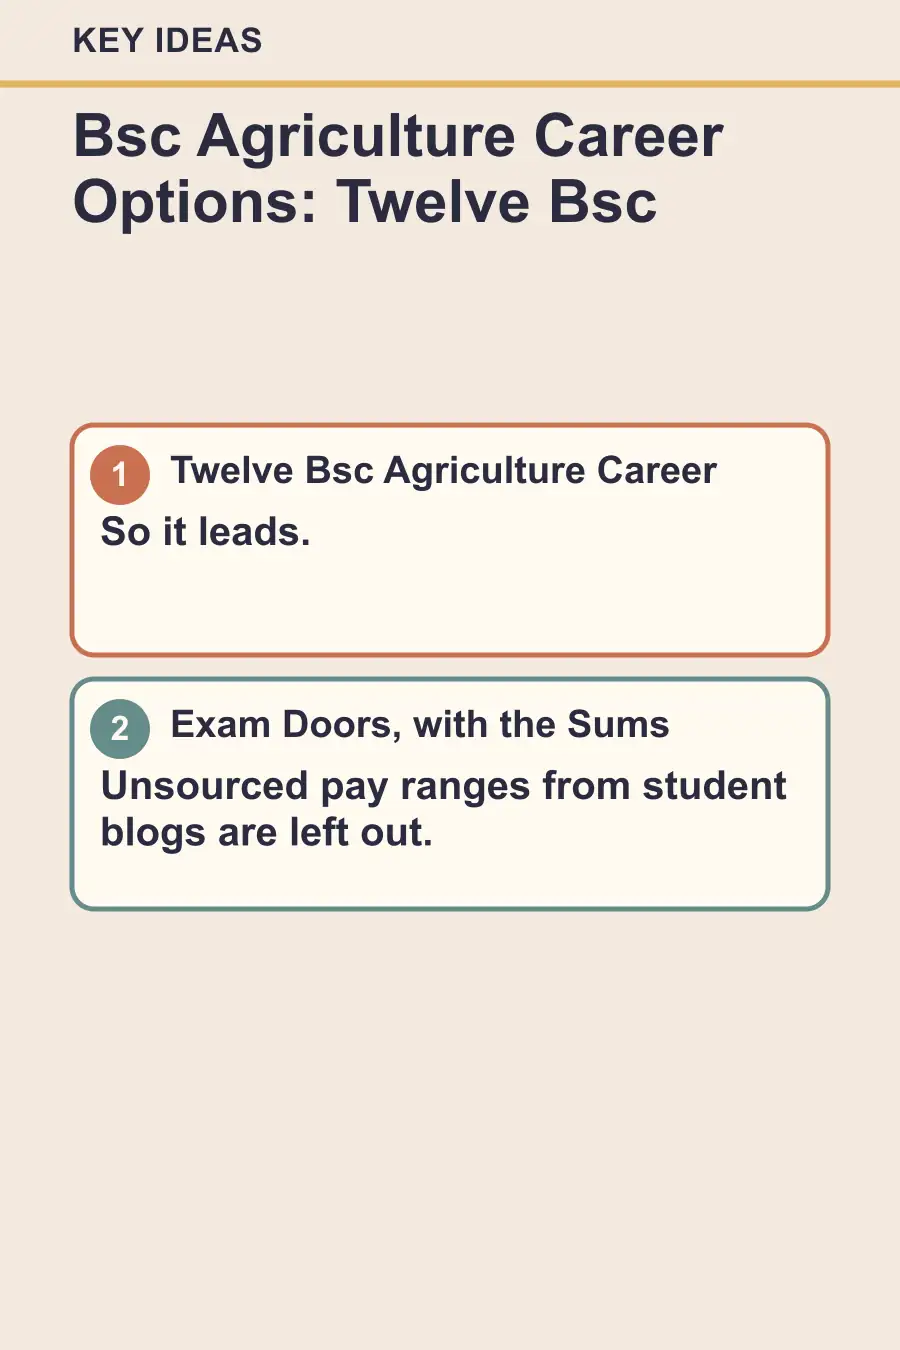 KEY IDEAS
Bsc Agriculture Career
Options: Twelve Bsc
1 Twelve Bsc Agriculture Career
So it leads.
2 Exam Doors, with the Sums
Unsourced pay ranges from student
blogs are left out.